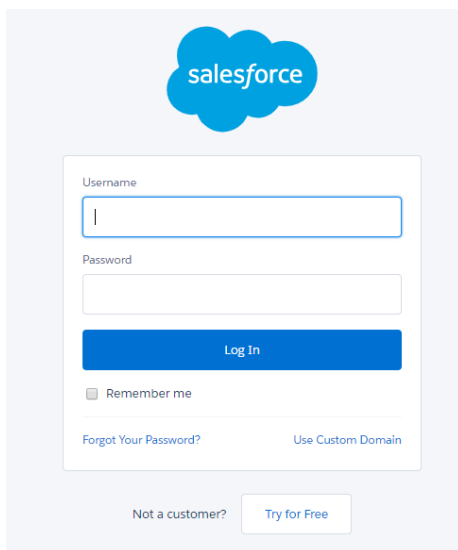 salesforce
Username
Password
Log In
Remember me
Forgot Your Password? Use Custom Domain
Not a customer? Try for Free